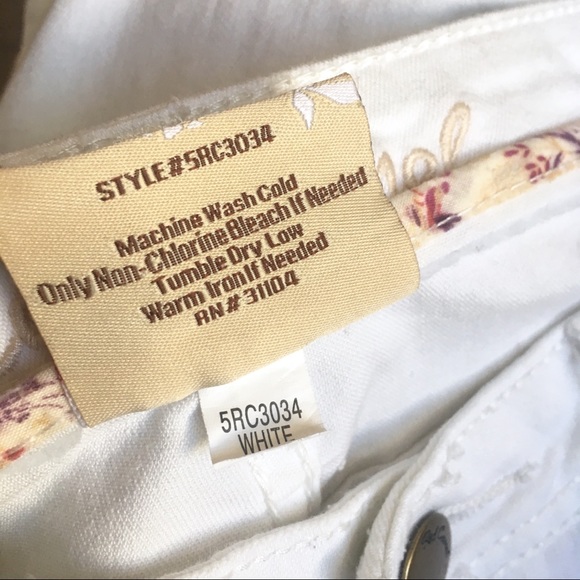 STYLE#5RC3034
Machine Wash Cold
Only Non-Chlorine Bleach If Needed
Tumble Dry Low
Warm Iron If Needed
RN# 31104
5RC3034
WHITE